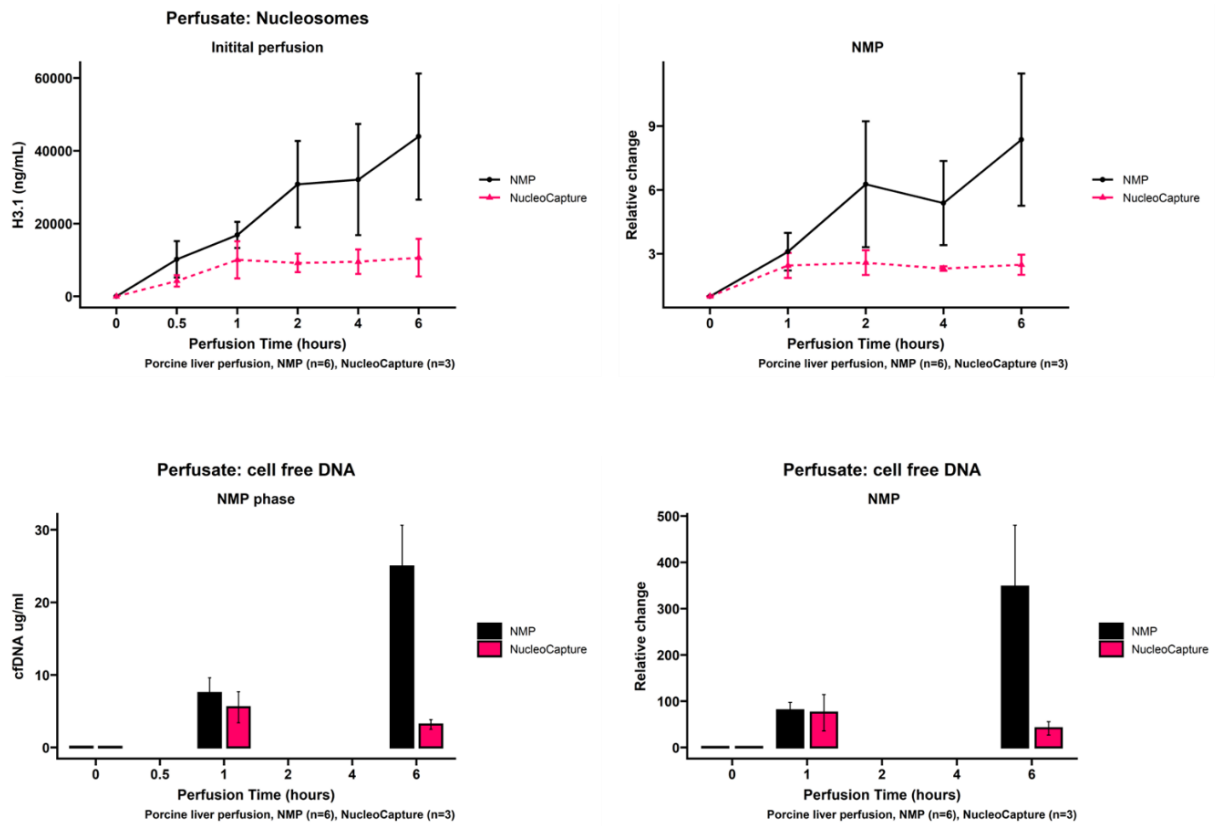 Perfusate: Nucleosomes
Initital perfusion
60000
40000
20000
0
H3.1 (ng/mL)
0 0.5 1 2 4 6
Perfusion Time (hours)
Porcine liver perfusion, NMP (n=6), NucleoCapture (n=3)
NMP
NucleoCapture
NMP
9
6
3
Relative change
0 1 2 4 6
Perfusion Time (hours)
Porcine liver perfusion, NMP (n=6), NucleoCapture (n=3)
NMP
NucleoCapture
Perfusate: cell free DNA
NMP phase
30
20
10
0
cfDNA ug/ml
0 0.5 1 2 4 6
Perfusion Time (hours)
Porcine liver perfusion, NMP (n=6), NucleoCapture (n=3)
NMP
NucleoCapture
Perfusate: cell free DNA
NMP
500
400
300
200
100
0
Relative change
0 1 2 4 6
Perfusion Time (hours)
Porcine liver perfusion, NMP (n=6), NucleoCapture (n=3)
NMP
NucleoCapture